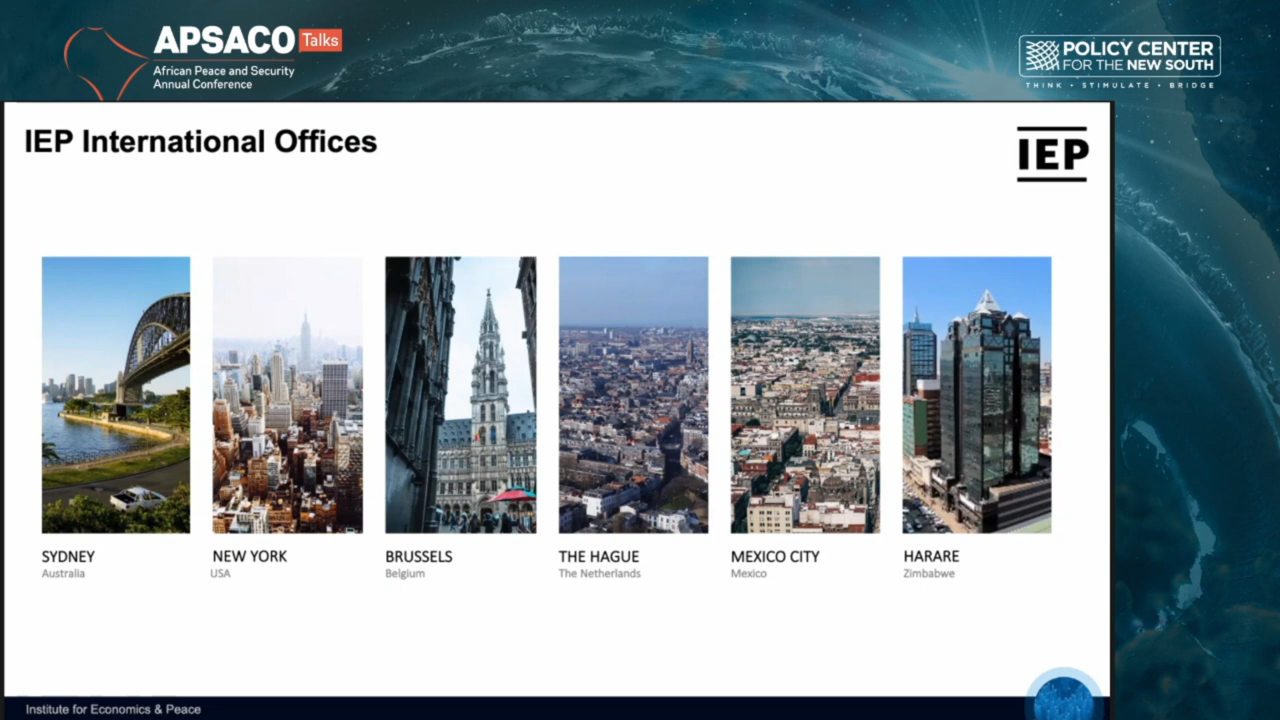 APSACO Talks
African Peace and Security
Annual Conference
POLICY CENTER
FOR THE NEW SOUTH
THINK • STIMULATE • BRIDGE
IEP International Offices
IEP
SYDNEY
Australia
NEW YORK
USA
BRUSSELS
Belgium
THE HAGUE
The Netherlands
MEXICO CITY
Mexico
HARARE
Zimbabwe
Institute for Economics & Peace